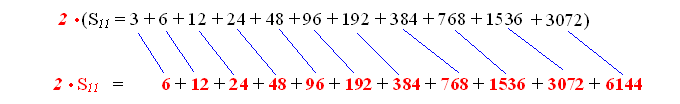 2 • (S₁₁ = 3 + 6 + 12 + 24 + 48 + 96 + 192 + 384 + 768 + 1536 + 3072)
2 • S₁₁ = 6 + 12 + 24 + 48 + 96 + 192 + 384 + 768 + 1536 + 3072 + 6144